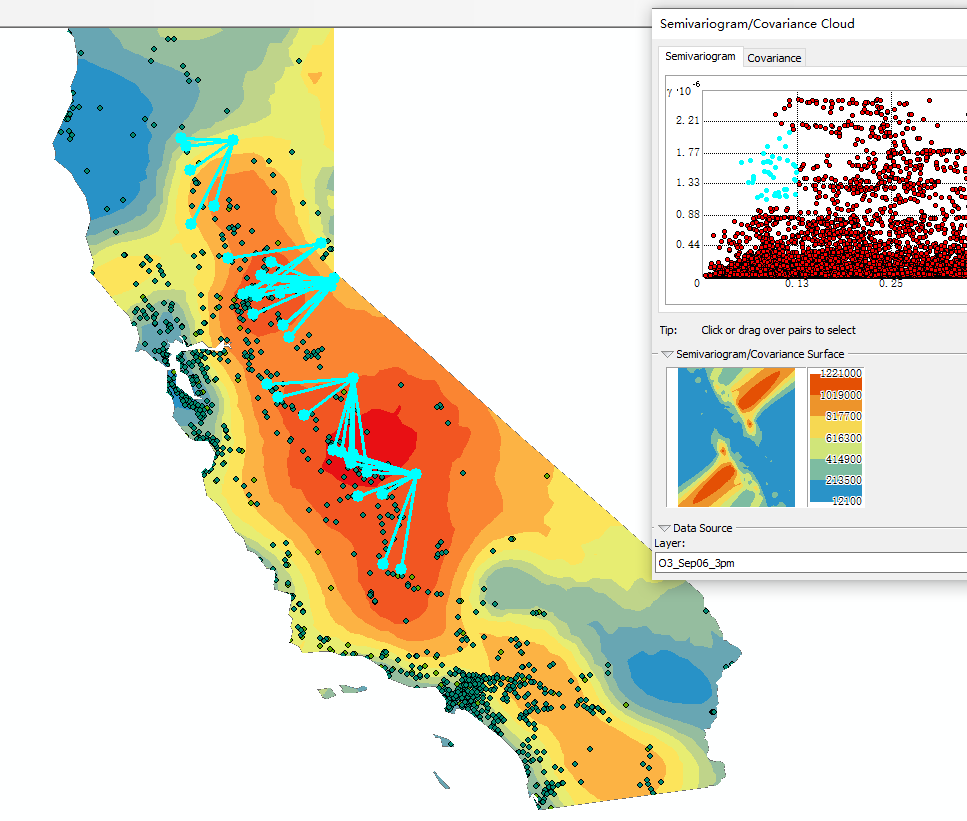 Semivariogram/Covariance Cloud
Semivariogram Covariance
γ ·10 -6
2. 21
1. 77
1. 33
0. 88
0. 44
0 0. 13 0. 25
Tip: Click or drag over pairs to select
Semivariogram/Covariance Surface
1221000
1019000
817700
616300
414900
213500
12100
Data Source
Layer:
O3_Sep06_3pm